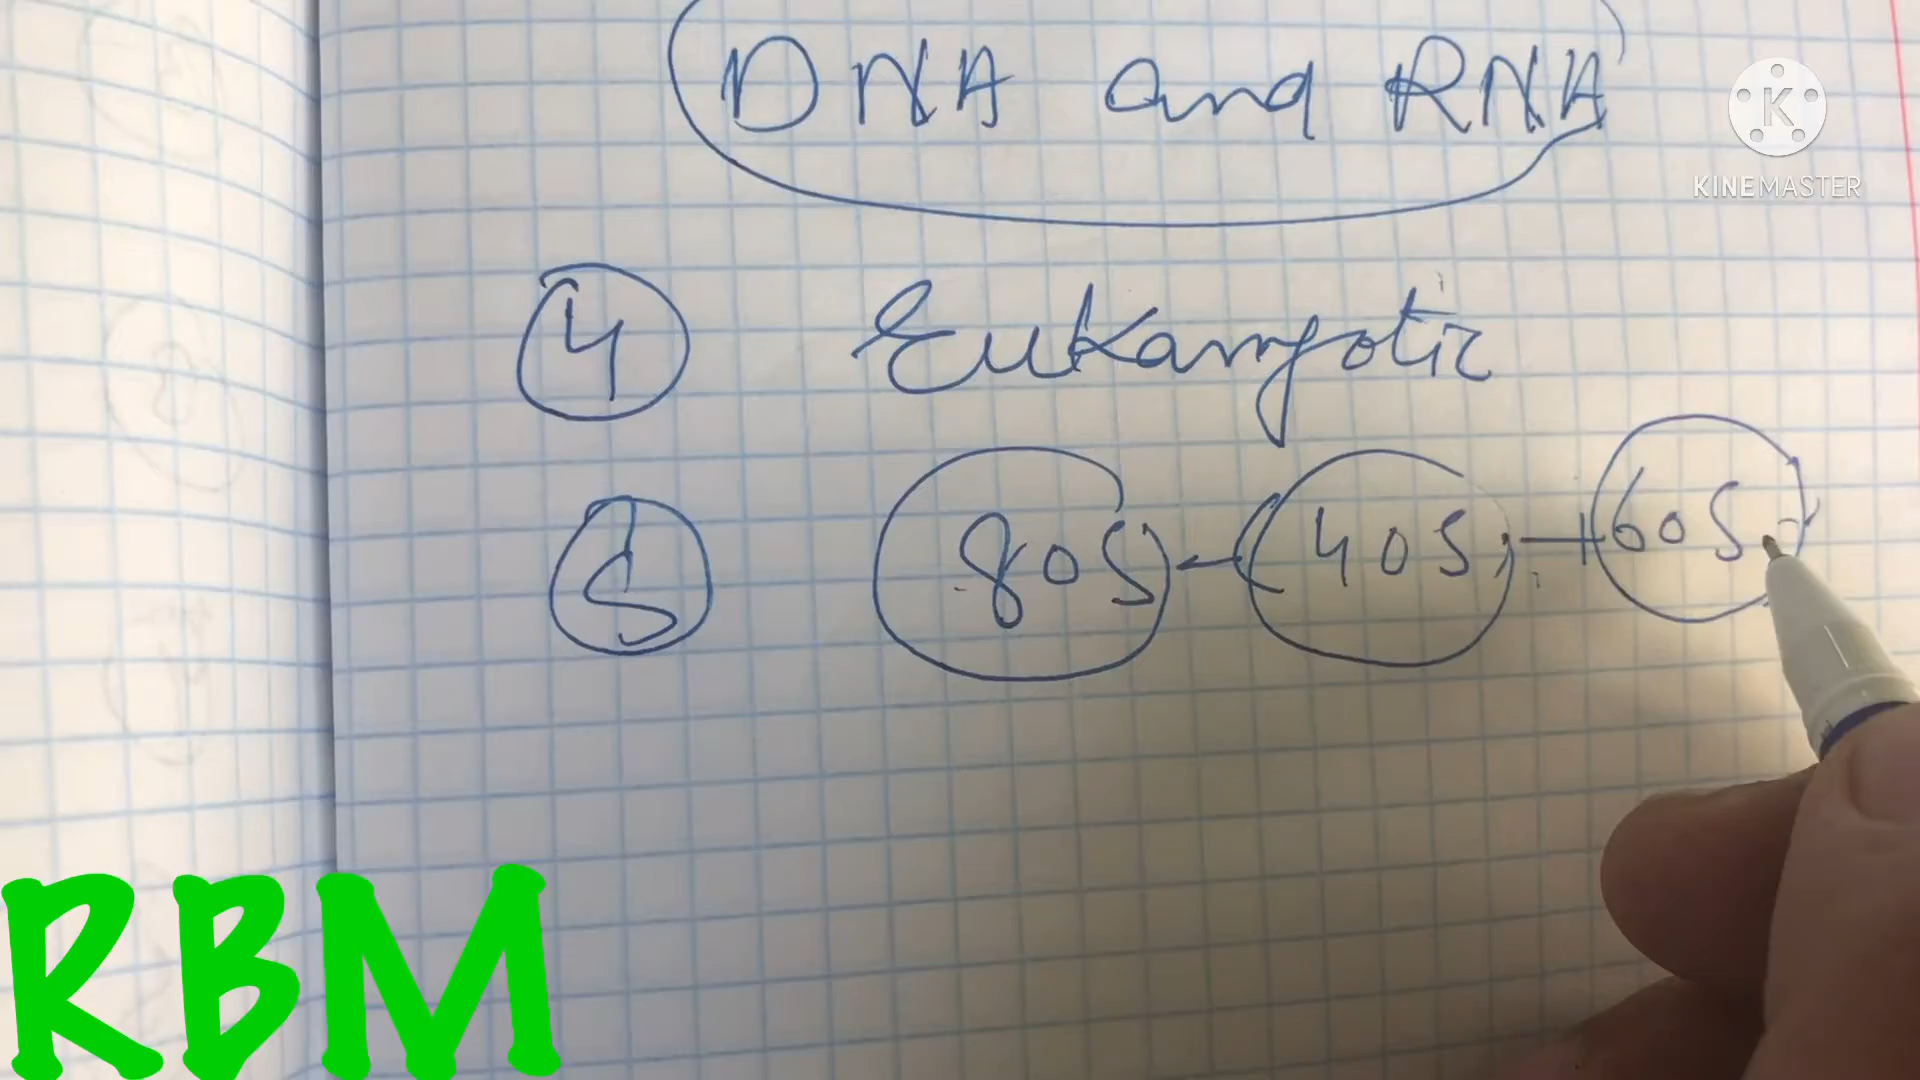 DNA and RNA
K
KINEMASTER
4 Eukaryotic
5 80S ← (40S) + 60S
RBM